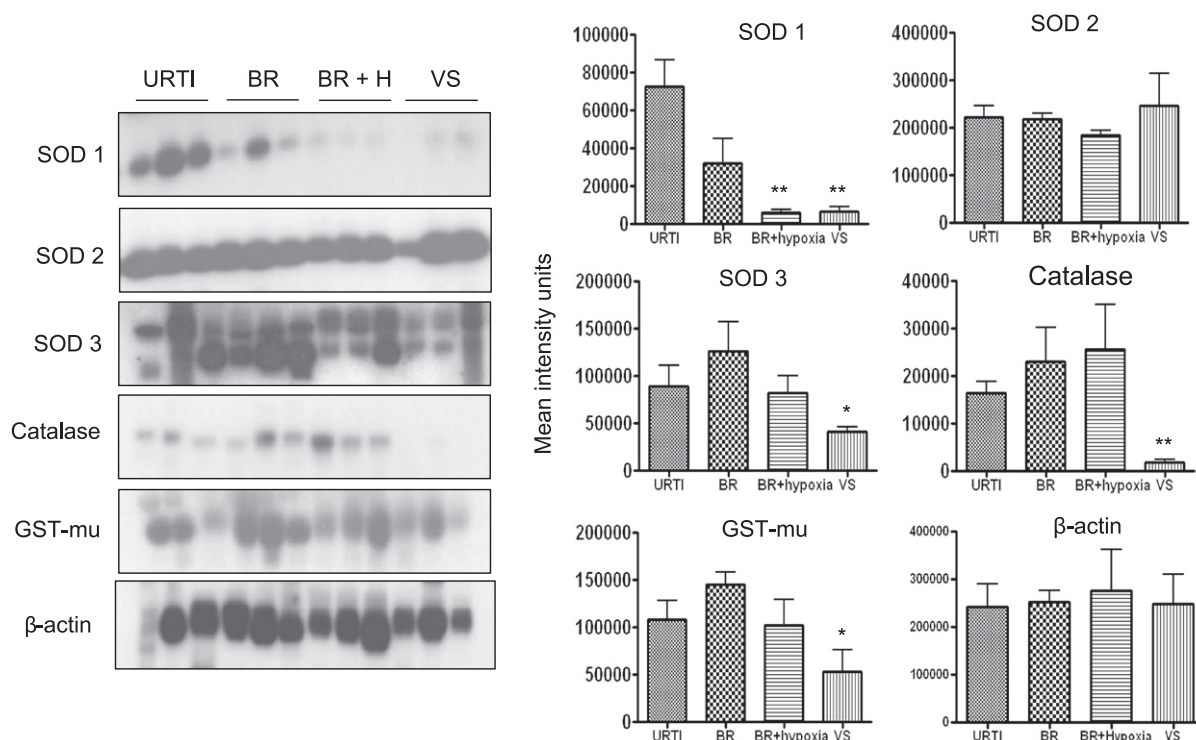 URTI BR BR + H VS
SOD 1
SOD 2
SOD 3
Catalase
GST-mu
β-actin
Mean intensity units
SOD 1
100000
80000
60000
40000
20000
0
** **
URTI BR BR+hypoxia VS
SOD 2
400000
300000
200000
100000
0
URTI BR BR+hypoxia VS
SOD 3
200000
150000
100000
50000
0
*
URTI BR BR+hypoxia VS
Catalase
40000
30000
20000
10000
0
**
URTI BR BR+hypoxia VS
GST-mu
200000
150000
100000
50000
0
*
URTI BR BR+hypoxia VS
β-actin
400000
300000
200000
100000
0
URTI BR BR+Hypoxia VS